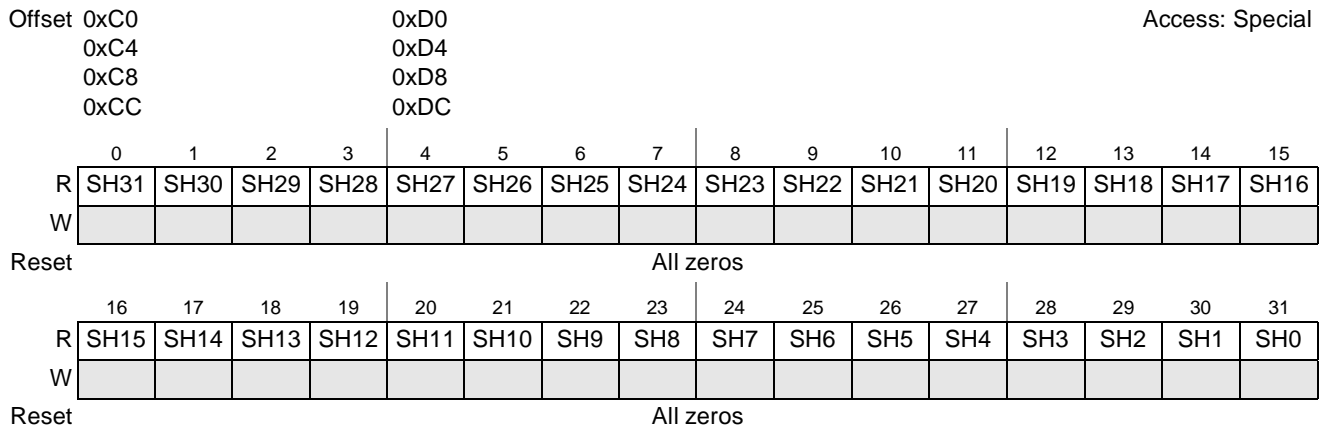 Offset 0xC0 0xD0 Access: Special
0xC4 0xD4
0xC8 0xD8
0xCC 0xDC
0 1 2 3 4 5 6 7 8 9 10 11 12 13 14 15
R SH31 SH30 SH29 SH28 SH27 SH26 SH25 SH24 SH23 SH22 SH21 SH20 SH19 SH18 SH17 SH16
W
Reset All zeros
16 17 18 19 20 21 22 23 24 25 26 27 28 29 30 31
R SH15 SH14 SH13 SH12 SH11 SH10 SH9 SH8 SH7 SH6 SH5 SH4 SH3 SH2 SH1 SH0
W
Reset All zeros